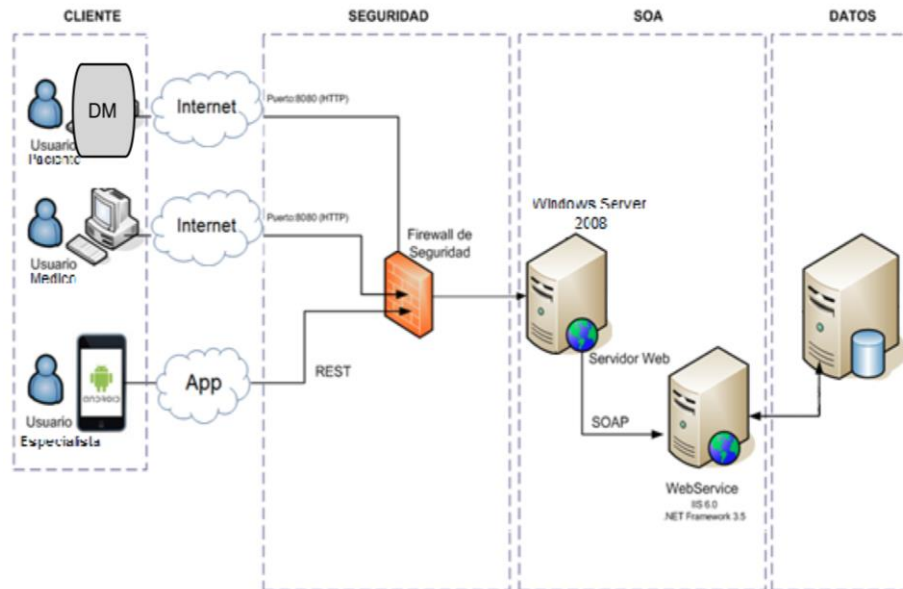 CLIENTE
SEGURIDAD
SOA
DATOS
DM
Usuario
Paciente
Internet
Puerto:8080 (HTTP)
Usuario
Medico
Internet
Puerto:8080 (HTTP)
Firewall de
Seguridad
Windows Server
2008
Servidor Web
SOAP
WebService
IIS 6.0
.NET Framework 3.5
android
Usuario
Especialista
App
REST